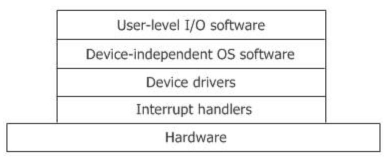 User-level I/O software
Device-independent OS software
Device drivers
Interrupt handlers
Hardware